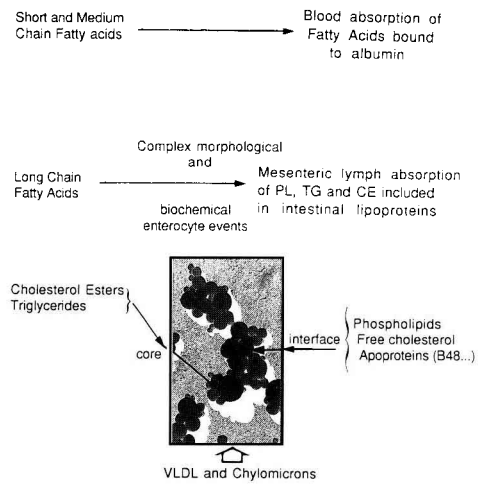 Short and Medium
Chain Fatty acids
Blood absorption of
Fatty Acids bound
to albumin
Complex morphological
and
Long Chain
Fatty Acids
Mesenteric lymph absorption
of PL, TG and CE included
in intestinal lipoproteins
biochemical
enterocyte events
Cholesterol Esters
Triglycerides
core
interface
Phospholipids
Free cholesterol
Apoproteins (B48...)
VLDL and Chylomicrons